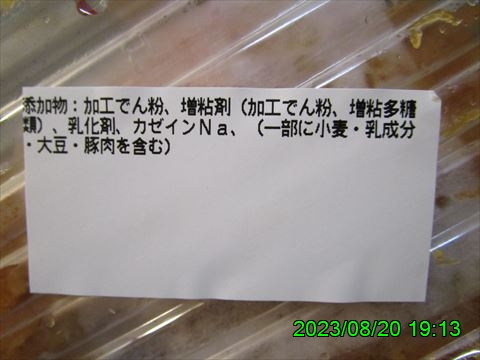 添加物：加工でん粉、増粘剤（加工でん粉、増粘多糖
類）、乳化剤、カゼインＮａ、（一部に小麦・乳成分
・大豆・豚肉を含む）
2023/08/20 19:13